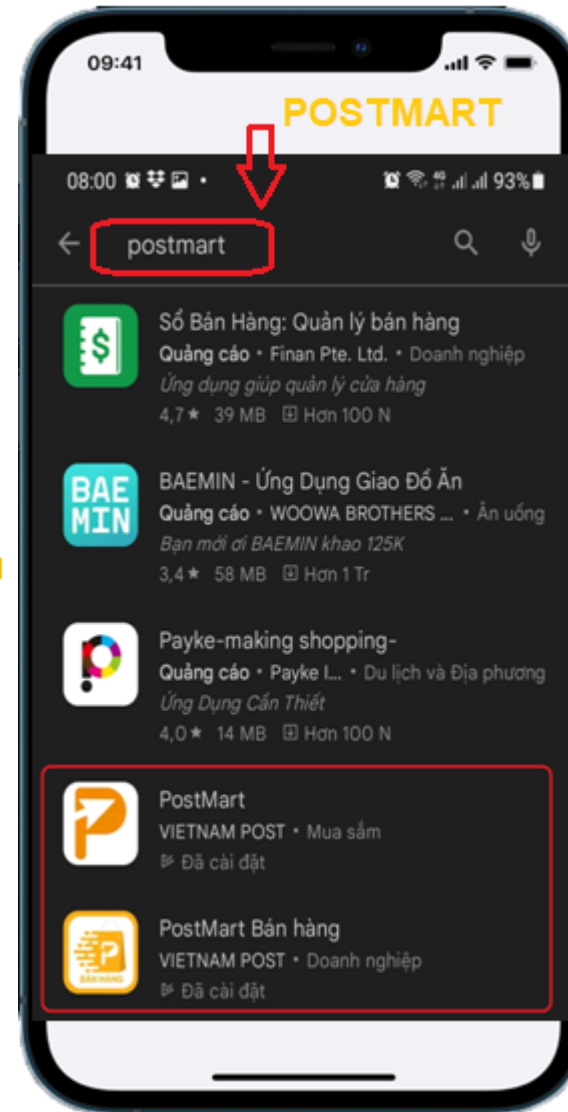 09:41
POSTMART
08:00 93%
postmart
Sổ Bán Hàng: Quản lý bán hàng
Quảng cáo • Finan Pte. Ltd. • Doanh nghiệp
Ứng dụng giúp quản lý cửa hàng
4,7★ 39 MB Hơn 100 N
BAE
MIN
BAEMIN - Ứng Dụng Giao Đồ Ăn
Quảng cáo • WOOWA BROTHERS ... • Ăn uống
Bạn mới ơi BAEMIN khao 125K
3,4★ 58 MB Hơn 1 Tr
Payke-making shopping-
Quảng cáo • Payke I... • Du lịch và Địa phương
Ứng Dụng Cần Thiết
4,0★ 14 MB Hơn 100 N
PostMart
VIETNAM POST • Mua sắm
Đã cài đặt
PostMart Bán hàng
VIETNAM POST • Doanh nghiệp
BÁN HÀNG
Đã cài đặt